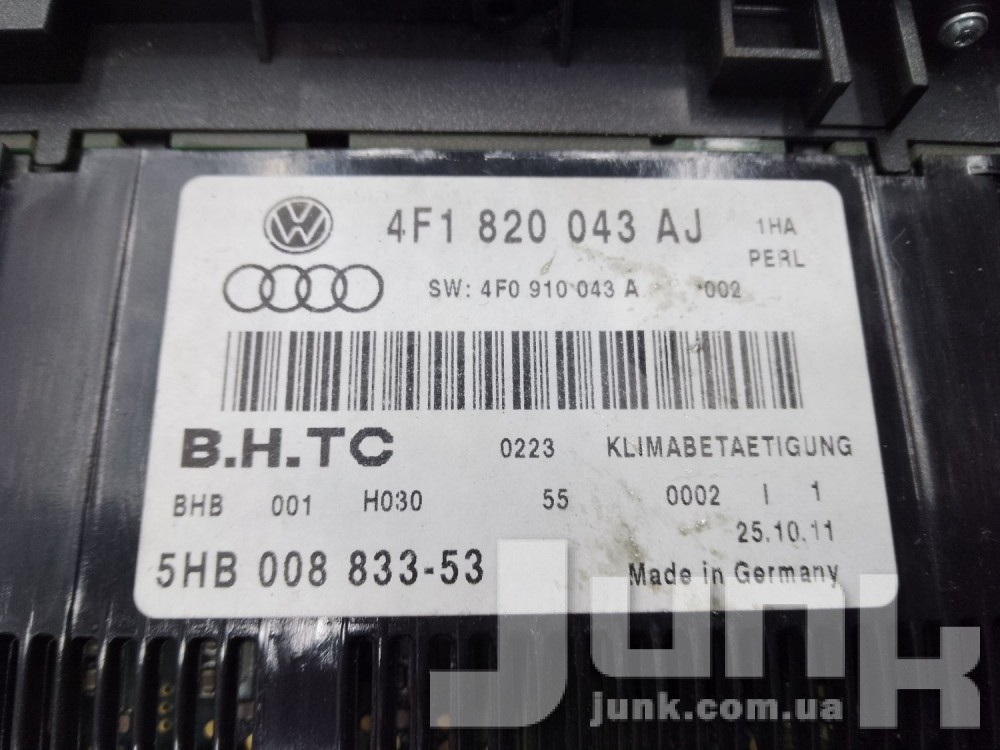 4F1 820 043 AJ 1HA
PERL
SW: 4F0 910 043 A 002
B.H.TC 0223 KLIMABETAETIGUNG
BHB 001 H030 55 0002 I 1
25.10.11
5HB 008 833-53 Made in Germany
Junk
junk.com.ua